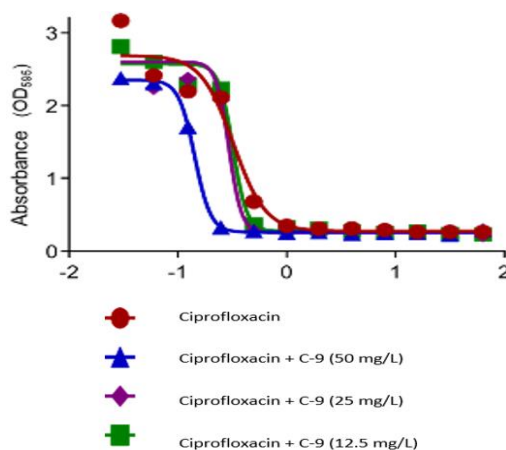 Absorbance (OD595)
3
2
1
0
-2 -1 0 1 2
Ciprofloxacin
Ciprofloxacin + C-9 (50 mg/L)
Ciprofloxacin + C-9 (25 mg/L)
Ciprofloxacin + C-9 (12.5 mg/L)